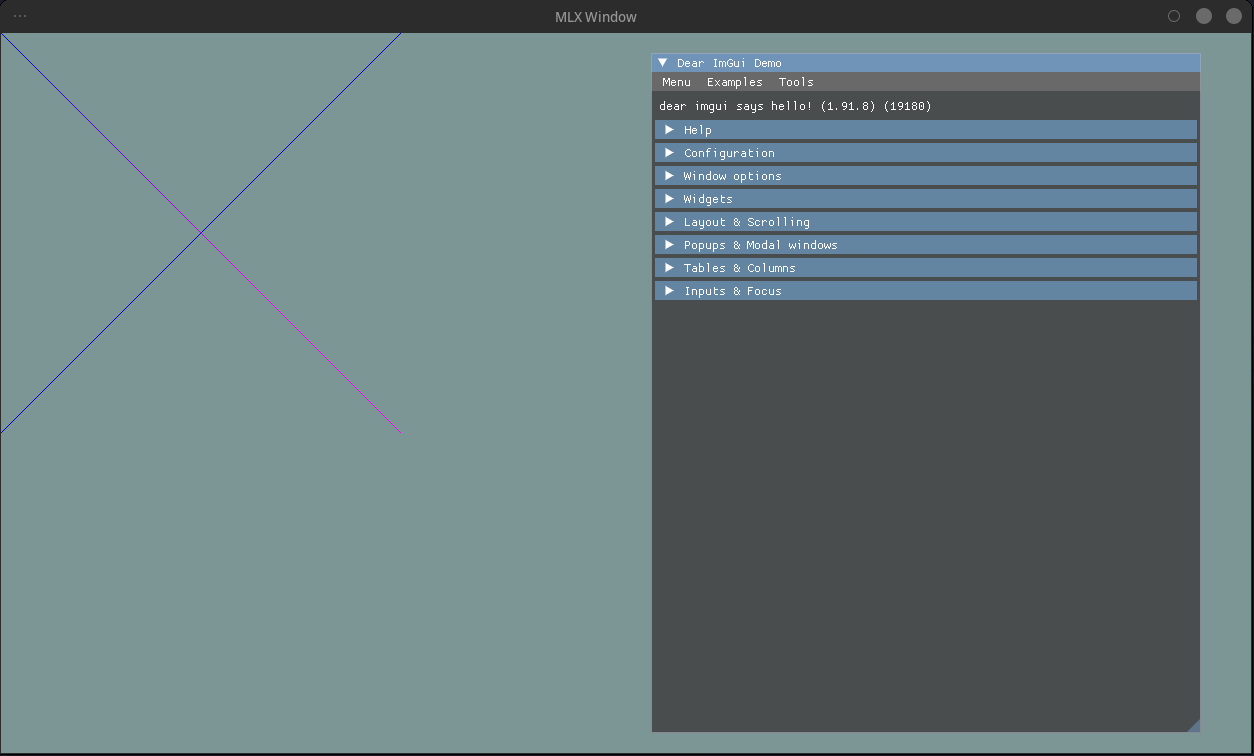 MLX Window
Dear ImGui Demo
Menu Examples Tools
dear imgui says hello! (1.91.8) (19180)
Help
Configuration
Window options
Widgets
Layout & Scrolling
Popups & Modal windows
Tables & Columns
Inputs & Focus